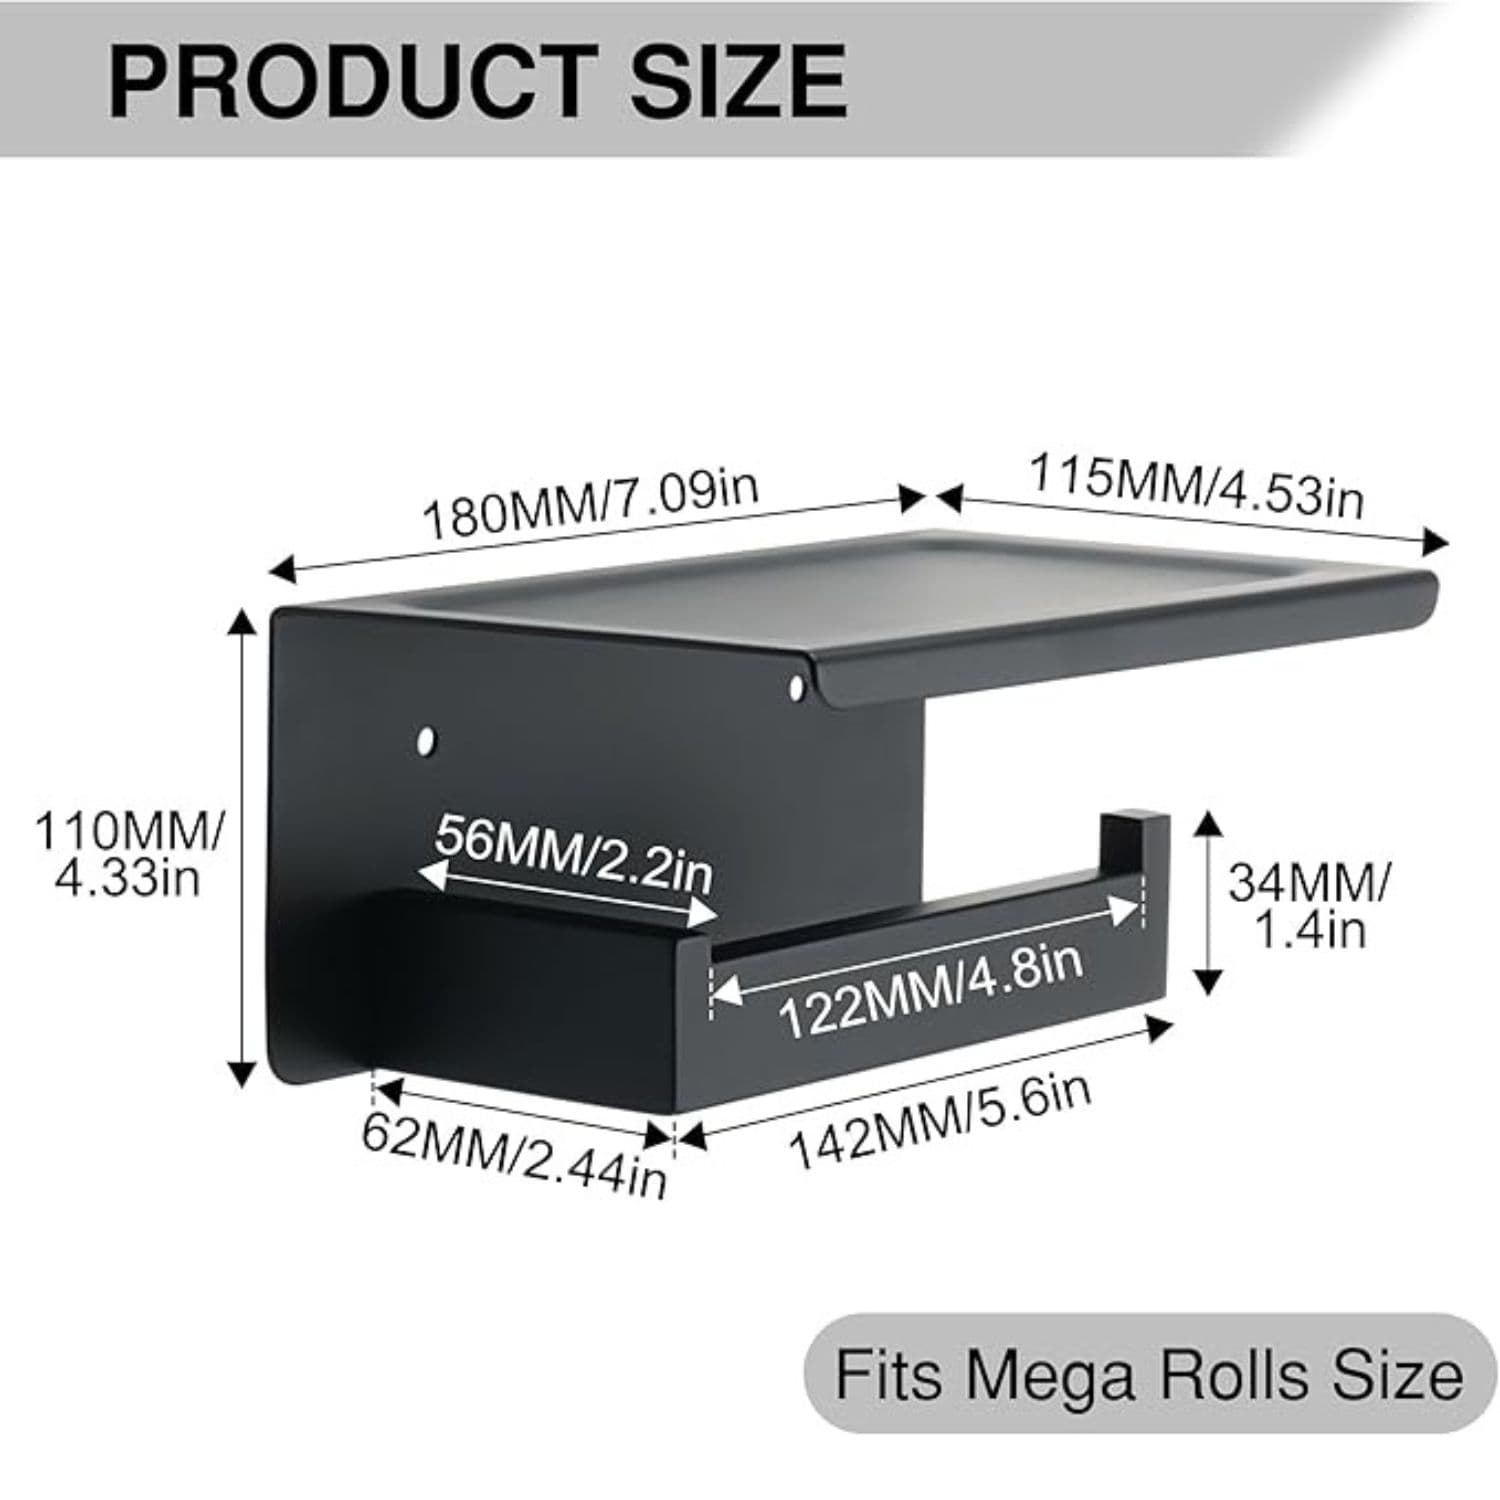 PRODUCT SIZE
180MM/7.09in
115MM/4.53in
110MM/
4.33in
56MM/2.2in
34MM/
1.4in
122MM/4.8in
62MM/2.44in
142MM/5.6in
Fits Mega Rolls Size